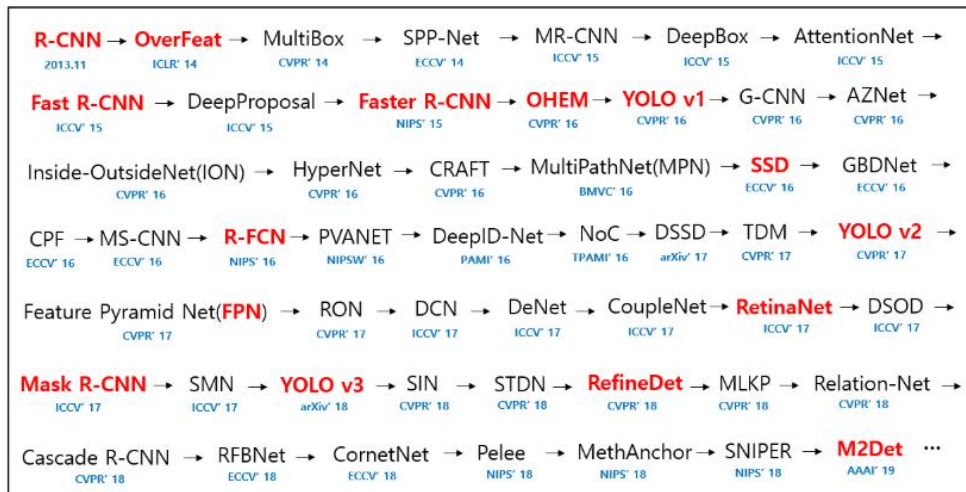 R-CNN → OverFeat → MultiBox → SPP-Net → MR-CNN → DeepBox → AttentionNet →
2013.11 ICLR' 14 CVPR' 14 ECCV' 14 ICCV' 15 ICCV' 15 ICCV' 15
Fast R-CNN → DeepProposal → Faster R-CNN → OHEM → YOLO v1 → G-CNN → AZNet →
ICCV' 15 ICCV' 15 NIPS' 15 CVPR' 16 CVPR' 16 CVPR' 16 CVPR' 16
Inside-OutsideNet(ION) → HyperNet → CRAFT → MultiPathNet(MPN) → SSD → GBDNet →
CVPR' 16 CVPR' 16 CVPR' 16 BMVC' 16 ECCV' 16 ECCV' 16
CPF → MS-CNN → R-FCN → PVANET → DeepID-Net → NoC → DSSD → TDM → YOLO v2 →
ECCV' 16 ECCV' 16 NIPS' 16 NIPSW' 16 PAMI' 16 TPAMI' 16 arXiv' 17 CVPR' 17 CVPR' 17
Feature Pyramid Net(FPN) → RON → DCN → DeNet → CoupleNet → RetinaNet → DSOD →
CVPR' 17 CVPR' 17 ICCV' 17 ICCV' 17 ICCV' 17 ICCV' 17 ICCV' 17
Mask R-CNN → SMN → YOLO v3 → SIN → STDN → RefineDet → MLKP → Relation-Net →
ICCV' 17 ICCV' 17 arXiv' 18 CVPR' 18 CVPR' 18 CVPR' 18 CVPR' 18 CVPR' 18
Cascade R-CNN → RFBNet → CornetNet → Pelee → MethAnchor → SNIPER → M2Det ···
CVPR' 18 ECCV' 18 ECCV' 18 NIPS' 18 NIPS' 18 NIPS' 18 AAAI' 19